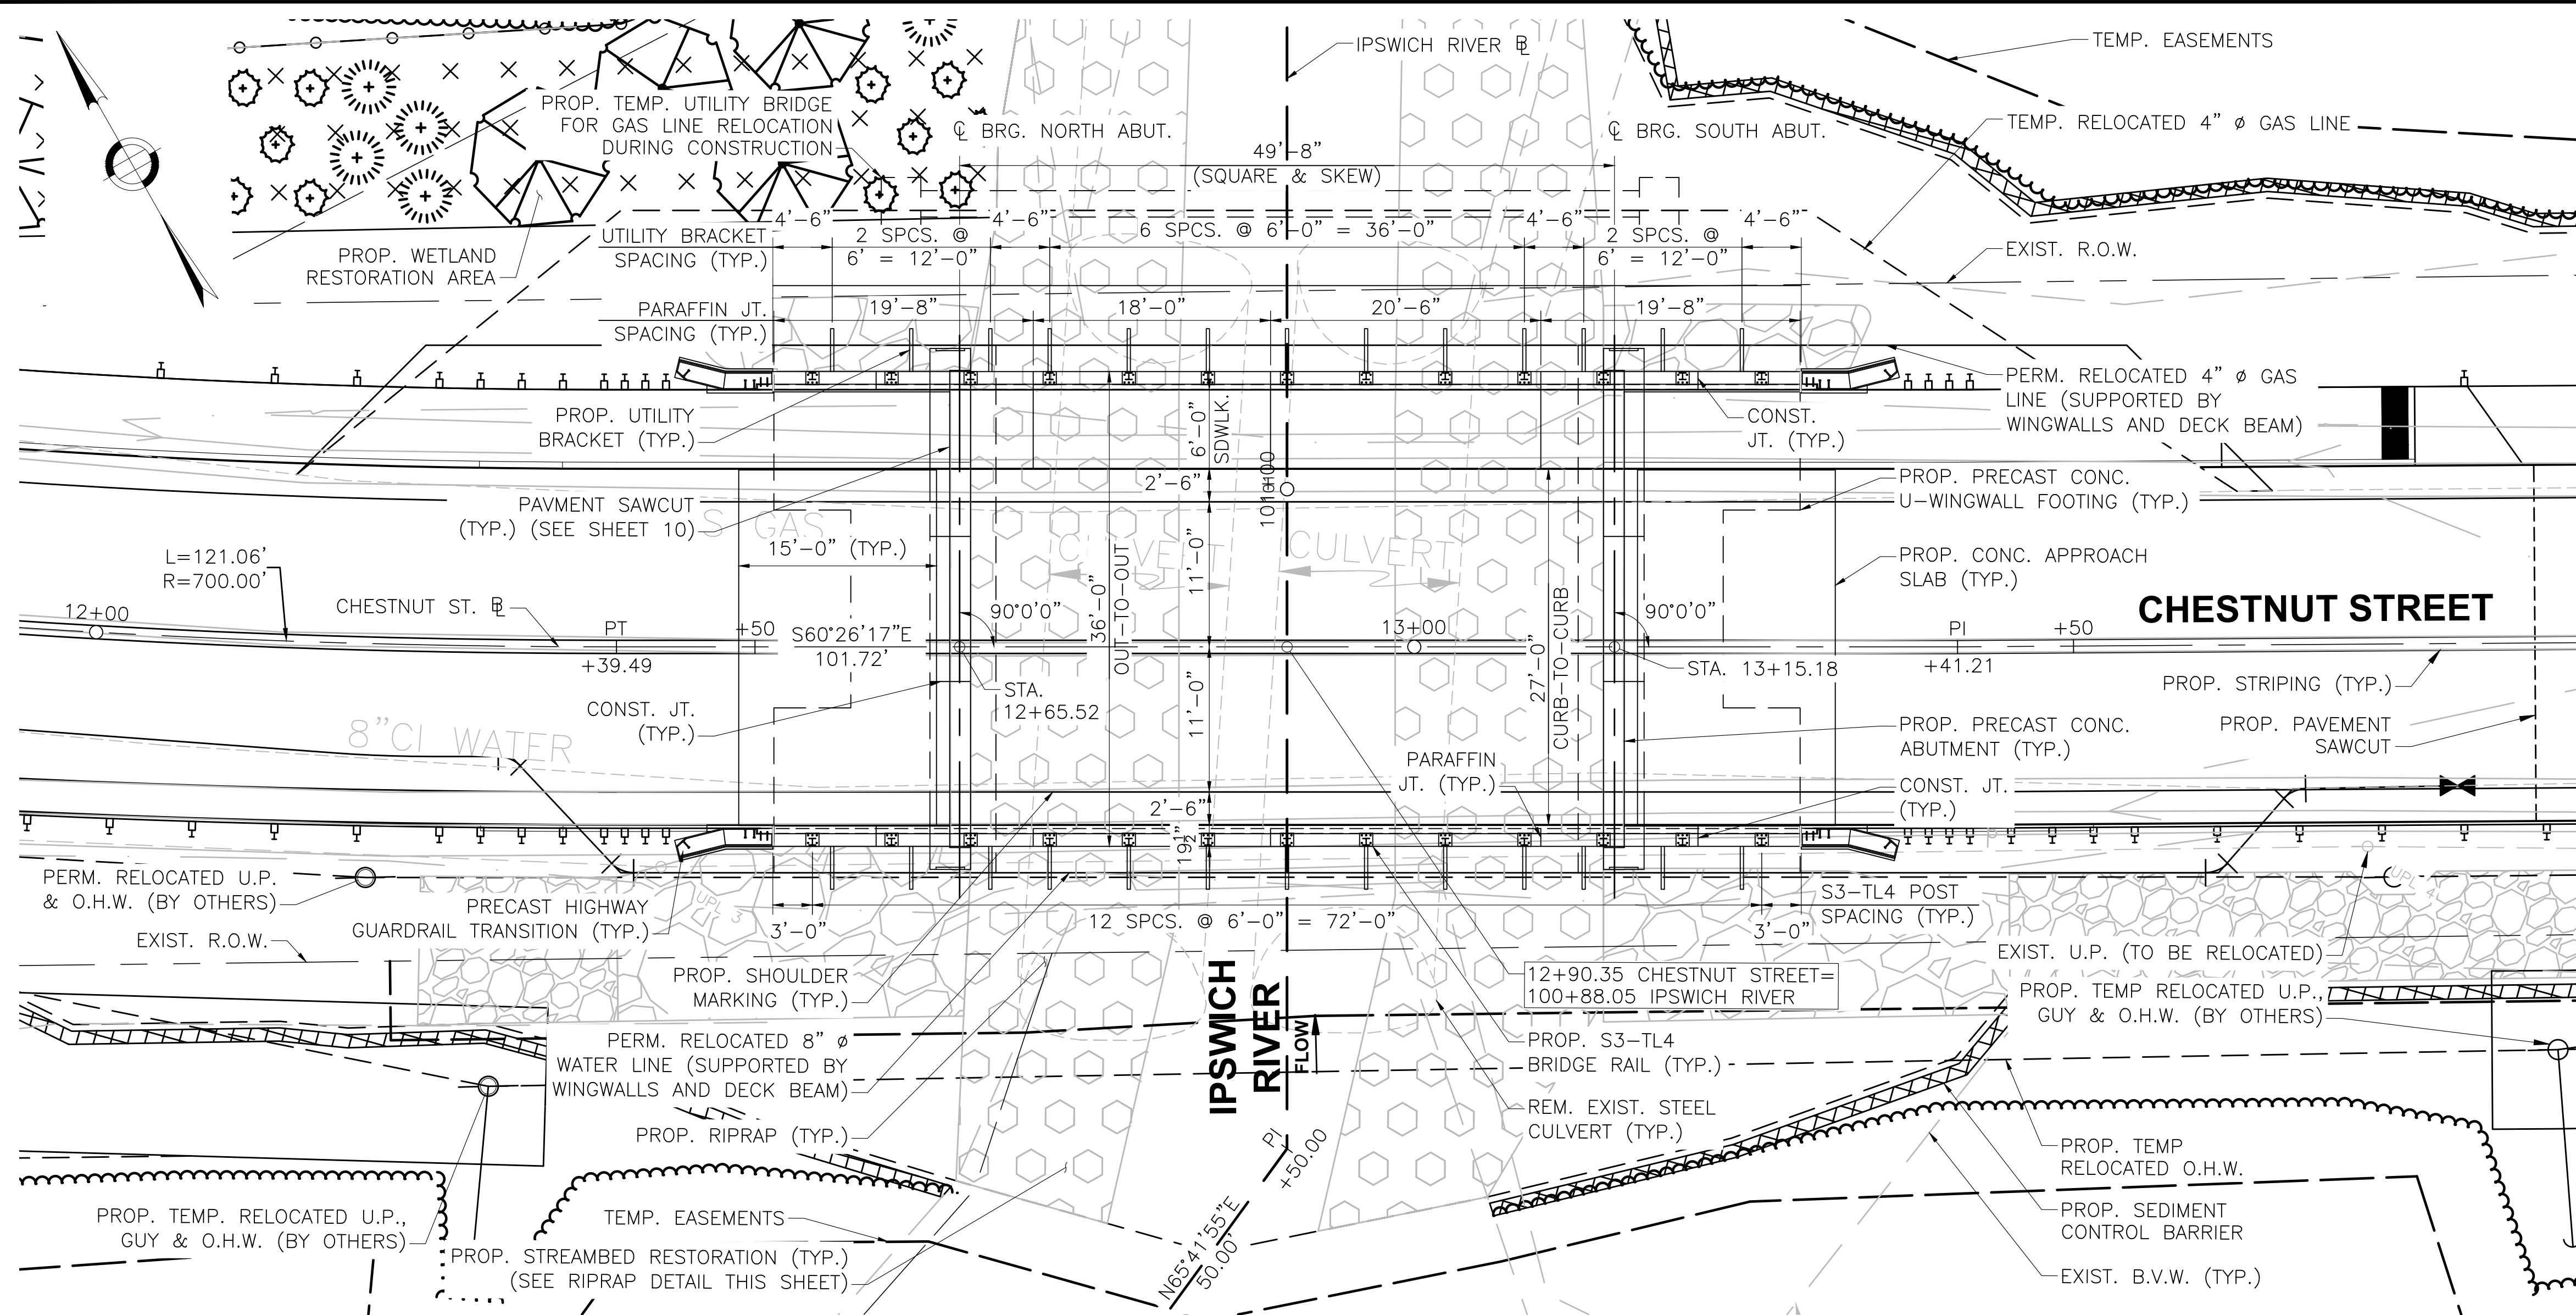 TEMP. EASEMENTS
IPSWICH RIVER ℄
PROP. TEMP. UTILITY BRIDGE
FOR GAS LINE RELOCATION
DURING CONSTRUCTION
℄ BRG. NORTH ABUT.
℄ BRG. SOUTH ABUT.
TEMP. RELOCATED 4" ø GAS LINE
49'-8"
(SQUARE & SKEW)
PROP. WETLAND
RESTORATION AREA
UTILITY BRACKET
SPACING (TYP.)
4'-6"
2 SPCS. @
6' = 12'-0"
4'-6"
6 SPCS. @ 6'-0" = 36'-0"
4'-6"
2 SPCS. @
6' = 12'-0"
4'-6"
EXIST. R.O.W.
PARAFFIN JT.
SPACING (TYP.)
19'-8"
18'-0"
20'-6"
19'-8"
PROP. UTILITY
BRACKET (TYP.)
6'-0"
SDWLK.
CONST.
JT. (TYP.)
PERM. RELOCATED 4" ø GAS
LINE (SUPPORTED BY
WINGWALLS AND DECK BEAM)
PAVMENT SAWCUT
(TYP.) (SEE SHEET 10)
2'-6"
PROP. PRECAST CONC.
U-WINGWALL FOOTING (TYP.)
S GAS
15'-0" (TYP.)
CULVERT
CULVERT
36'-0"
OUT-TO-OUT
11'-0"
27'-0"
CURB-TO-CURB
PROP. CONC. APPROACH
SLAB (TYP.)
L=121.06'
R=700.00'
12+00
CHESTNUT ST. ℄
PT
+39.49
+50
S60°26'17"E
101.72'
90°0'0"
13+00
90°0'0"
PI
+41.21
+50
CHESTNUT STREET
STA.
12+65.52
STA. 13+15.18
PROP. STRIPING (TYP.)
CONST. JT.
(TYP.)
11'-0"
8"CI WATER
PROP. PRECAST CONC.
ABUTMENT (TYP.)
PROP. PAVEMENT
SAWCUT
PARAFFIN
JT. (TYP.)
CONST. JT.
(TYP.)
2'-6"
PERM. RELOCATED U.P.
& O.H.W. (BY OTHERS)
PRECAST HIGHWAY
GUARDRAIL TRANSITION (TYP.)
3'-0"
12 SPCS. @ 6'-0" = 72'-0"
3'-0"
S3-TL4 POST
SPACING (TYP.)
EXIST. R.O.W.
EXIST. U.P. (TO BE RELOCATED)
PROP. SHOULDER
MARKING (TYP.)
12+90.35 CHESTNUT STREET=
100+88.05 IPSWICH RIVER
PROP. TEMP RELOCATED U.P.,
GUY & O.H.W. (BY OTHERS)
IPSWICH
RIVER
FLOW
PERM. RELOCATED 8" ø
WATER LINE (SUPPORTED BY
WINGWALLS AND DECK BEAM)
PROP. S3-TL4
BRIDGE RAIL (TYP.)
PROP. RIPRAP (TYP.)
REM. EXIST. STEEL
CULVERT (TYP.)
PI
+50.00
N65°41'55"E
50.00'
PROP. TEMP
RELOCATED O.H.W.
PROP. TEMP. RELOCATED U.P.,
GUY & O.H.W. (BY OTHERS)
TEMP. EASEMENTS
PROP. STREAMBED RESTORATION (TYP.)
(SEE RIPRAP DETAIL THIS SHEET)
PROP. SEDIMENT
CONTROL BARRIER
EXIST. B.V.W. (TYP.)